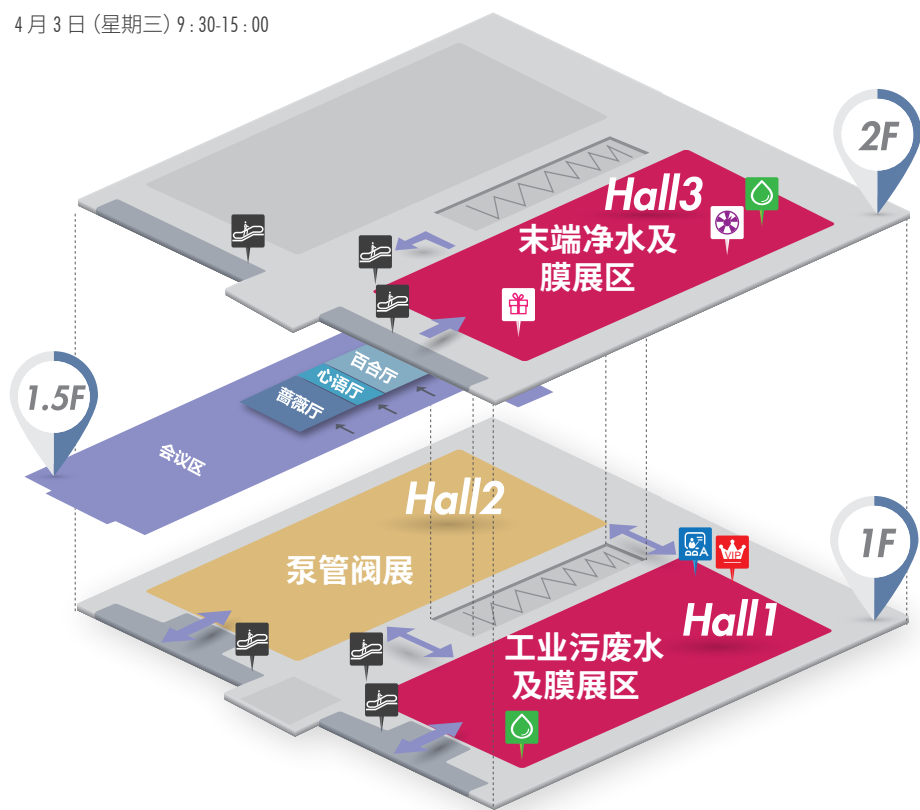 4 月 3 日 (星期三) 9 : 30-15 : 00
2F
Hall3
末端净水及
膜展区
百合厅
心语厅
蔷薇厅
1.5F
会议区
Hall2
泵管阀展
1F
A
VIP
Hall1
工业污废水
及膜展区